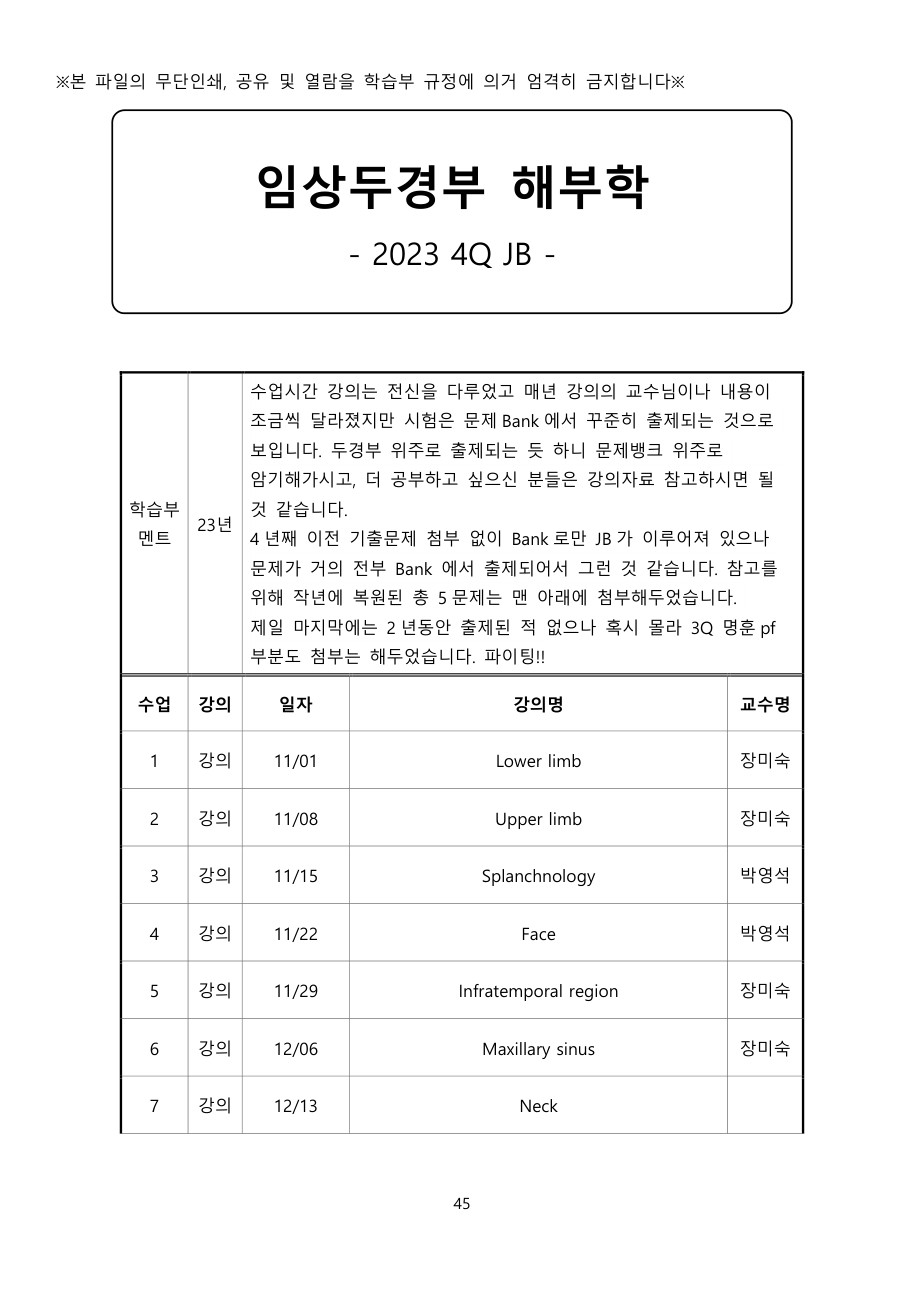 ※본 파일의 무단인쇄, 공유 및 열람을 학습부 규정에 의거 엄격히 금지합니다※
임상두경부 해부학
- 2023 4Q JB -
학습부 멘트
23년
수업시간 강의는 전신을 다루었고 매년 강의의 교수님이나 내용이
조금씩 달라졌지만 시험은 문제 Bank 에서 꾸준히 출제되는 것으로
보입니다. 두경부 위주로 출제되는 듯 하니 문제뱅크 위주로
암기해가시고, 더 공부하고 싶으신 분들은 강의자료 참고하시면 될
것 같습니다.
4 년째 이전 기출문제 첨부 없이 Bank 로만 JB 가 이루어져 있으나
문제가 거의 전부 Bank 에서 출제되어서 그런 것 같습니다. 참고를
위해 작년에 복원된 총 5 문제는 맨 아래에 첨부해두었습니다.
제일 마지막에는 2 년동안 출제된 적 없으나 혹시 몰라 3Q 명훈 pf
부분도 첨부는 해두었습니다. 파이팅!!
수업 강의 일자 강의명 교수명
1 강의 11/01 Lower limb 장미숙
2 강의 11/08 Upper limb 장미숙
3 강의 11/15 Splanchnology 박영석
4 강의 11/22 Face 박영석
5 강의 11/29 Infratemporal region 장미숙
6 강의 12/06 Maxillary sinus 장미숙
7 강의 12/13 Neck
45